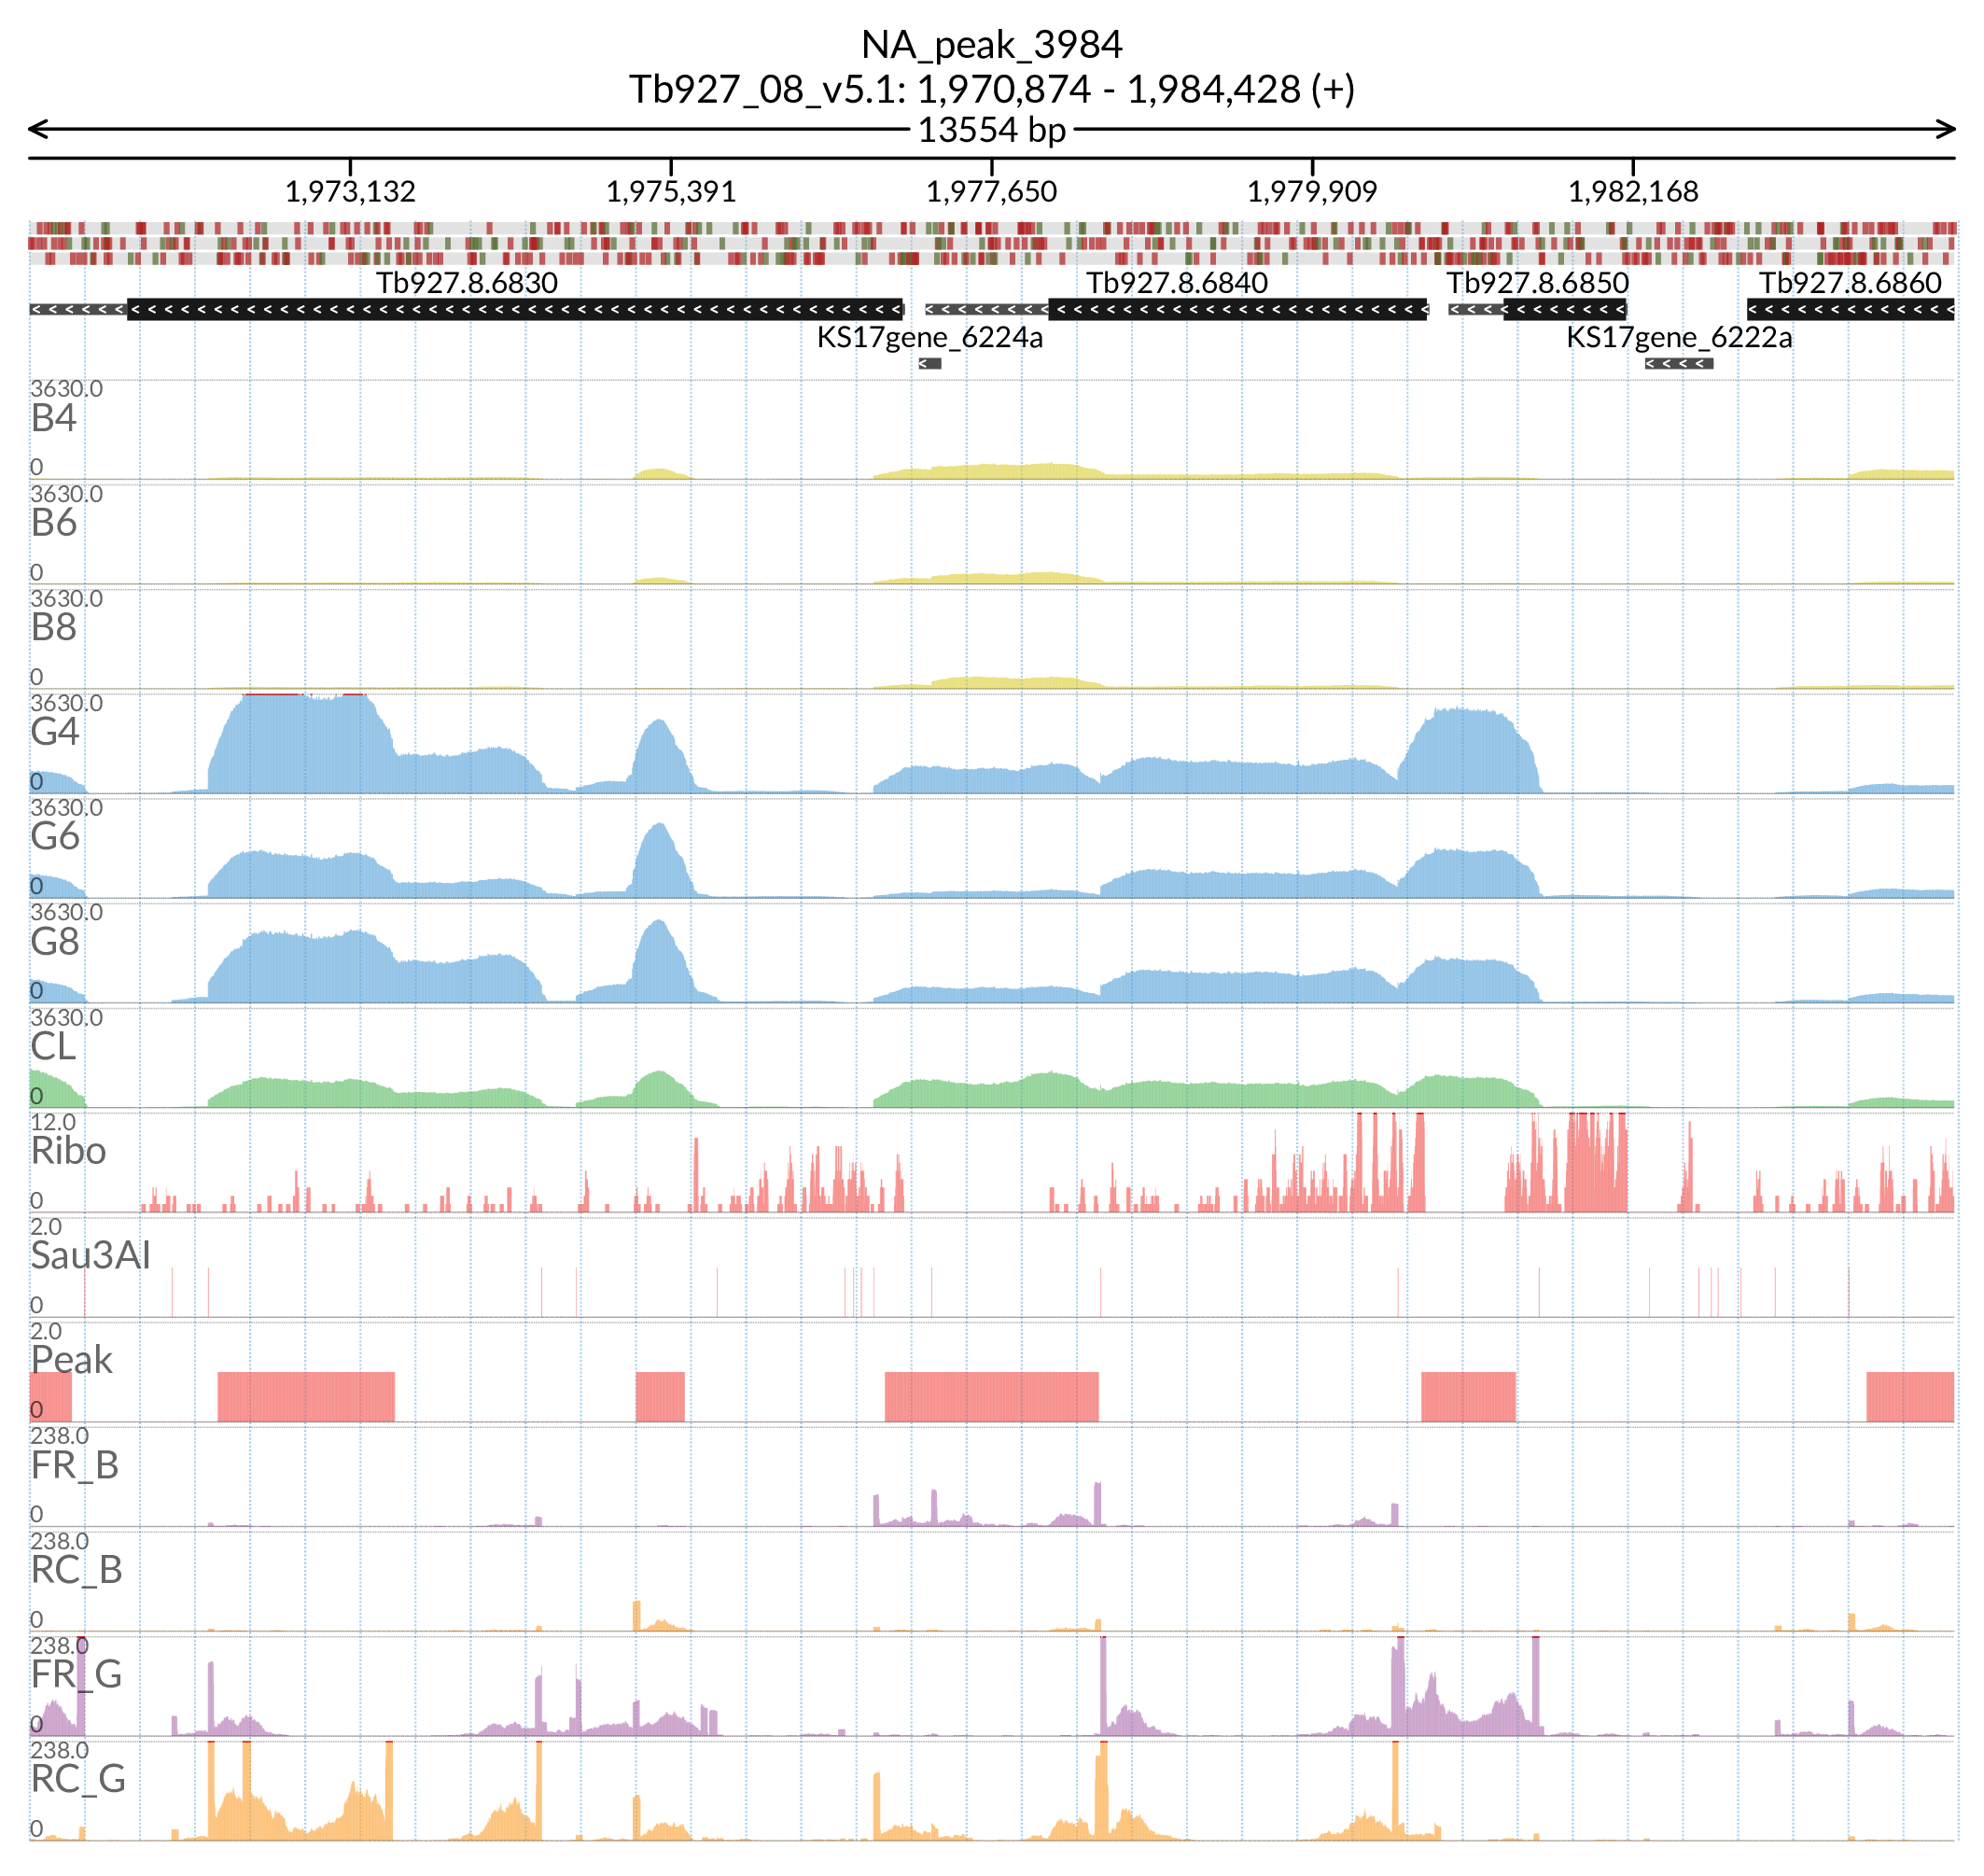 NA_peak_3984
Tb927_08_v5.1: 1,970,874 - 1,984,428 (+)
13554 bp
1,973,132 1,975,391 1,977,650 1,979,909 1,982,168
Tb927.8.6830 Tb927.8.6840 Tb927.8.6850 Tb927.8.6860
KS17gene_6224a KS17gene_6222a
3630.0
B4
0
3630.0
B6
0
3630.0
B8
0
3630.0
G4
0
3630.0
G6
0
3630.0
G8
0
3630.0
CL
0
12.0
Ribo
0
2.0
Sau3AI
0
2.0
Peak
0
238.0
FR_B
0
238.0
RC_B
0
238.0
FR_G
0
238.0
RC_G
0